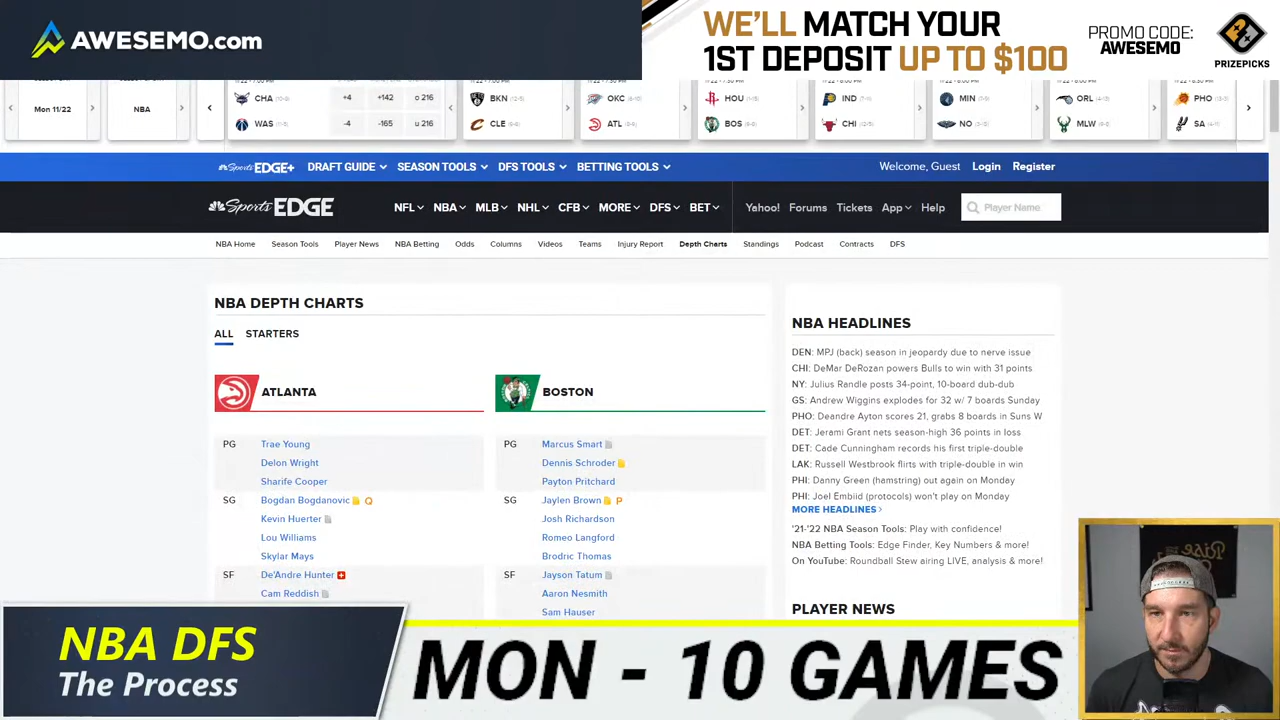 AWESEMO.com
WE'LL MATCH YOUR
1ST DEPOSIT UP TO $100
PROMO CODE:
AWESEMO
PRIZEPICKS
Mon 11/22
NBA
CHA +4 +142 o 216
WAS -4 -165 u 216
BKN
CLE
OKC
ATL
HOU
BOS
IND
CHI
MIN
NO
ORL
MLW
PHO
SA
Sports EDGE+ DRAFT GUIDE SEASON TOOLS DFS TOOLS BETTING TOOLS Welcome, Guest Login Register
Sports EDGE NFL NBA MLB NHL CFB MORE DFS BET Yahoo! Forums Tickets App Help Player Name
NBA Home Season Tools Player News NBA Betting Odds Columns Videos Teams Injury Report Depth Charts Standings Podcast Contracts DFS
NBA DEPTH CHARTS
ALL STARTERS
ATLANTA
PG Trae Young
Delon Wright
Sharife Cooper
SG Bogdan Bogdanovic Q
Kevin Huerter
Lou Williams
Skylar Mays
SF De'Andre Hunter
Cam Reddish
BOSTON
PG Marcus Smart
Dennis Schroder
Payton Pritchard
SG Jaylen Brown P
Josh Richardson
Romeo Langford
Brodric Thomas
SF Jayson Tatum
Aaron Nesmith
Sam Hauser
NBA HEADLINES
DEN: MPJ (back) season in jeopardy due to nerve issue
CHI: DeMar DeRozan powers Bulls to win with 31 points
NY: Julius Randle posts 34-point, 10-board dub-dub
GS: Andrew Wiggins explodes for 32 w/ 7 boards Sunday
PHO: Deandre Ayton scores 21, grabs 8 boards in Suns W
DET: Jerami Grant nets season-high 36 points in loss
DET: Cade Cunningham records his first triple-double
LAK: Russell Westbrook flirts with triple-double in win
PHI: Danny Green (hamstring) out again on Monday
PHI: Joel Embiid (protocols) won't play on Monday
MORE HEADLINES
'21-'22 NBA Season Tools: Play with confidence!
NBA Betting Tools: Edge Finder, Key Numbers & more!
On YouTube: Roundball Stew airing LIVE, analysis & more!
PLAYER NEWS
NBA DFS
The Process
MON - 10 GAMES